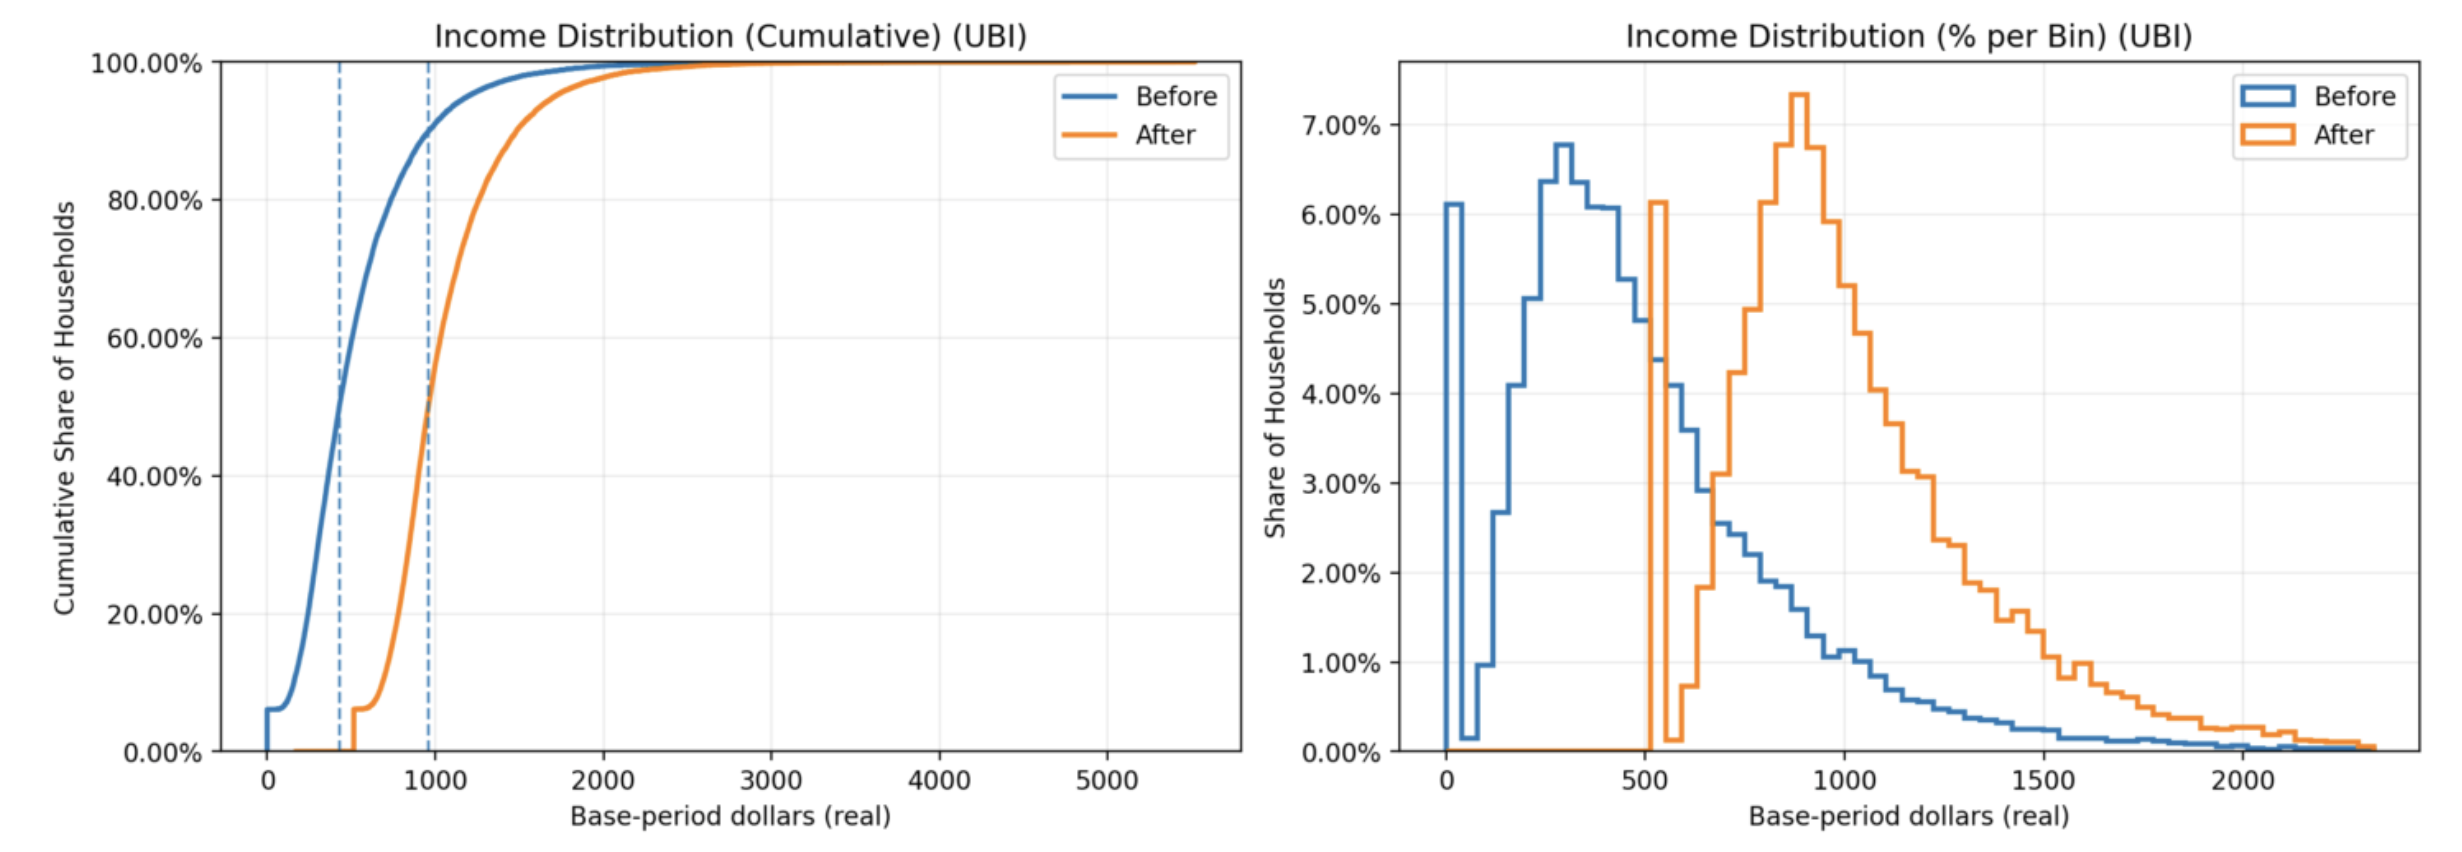 Income Distribution (Cumulative) (UBI)
100.00%
80.00%
60.00%
40.00%
20.00%
0.00%
Cumulative Share of Households
Before
After
0 1000 2000 3000 4000 5000
Base-period dollars (real)
Income Distribution (% per Bin) (UBI)
7.00%
6.00%
5.00%
4.00%
3.00%
2.00%
1.00%
0.00%
Share of Households
Before
After
0 500 1000 1500 2000
Base-period dollars (real)